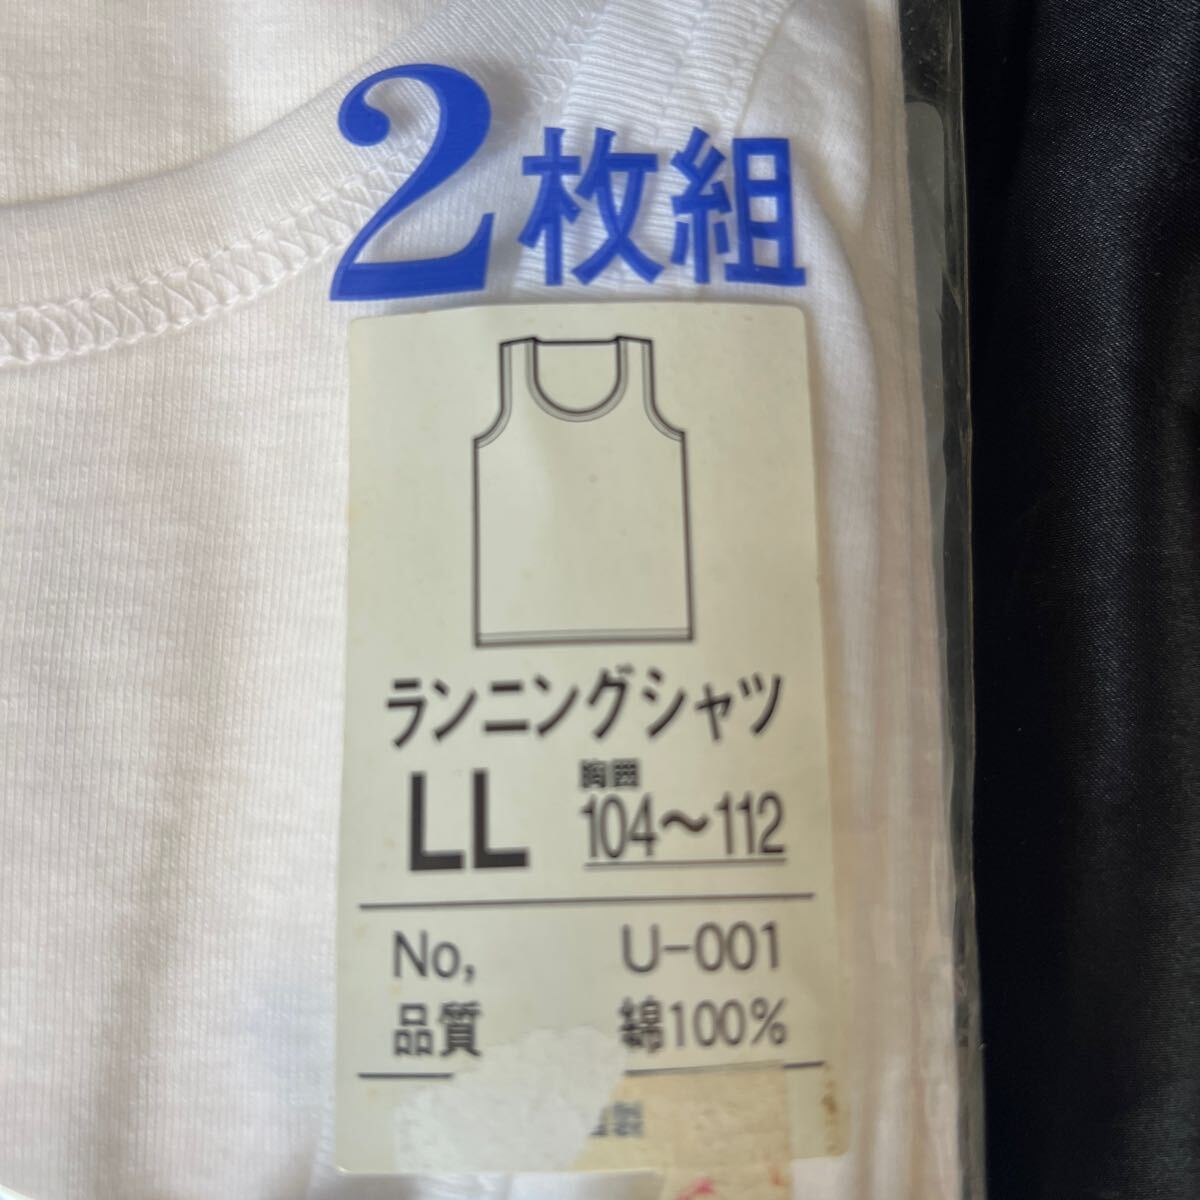 2枚組
ランニングシャツ
LL 胸囲 104〜112
No, U-001
品質 綿100%